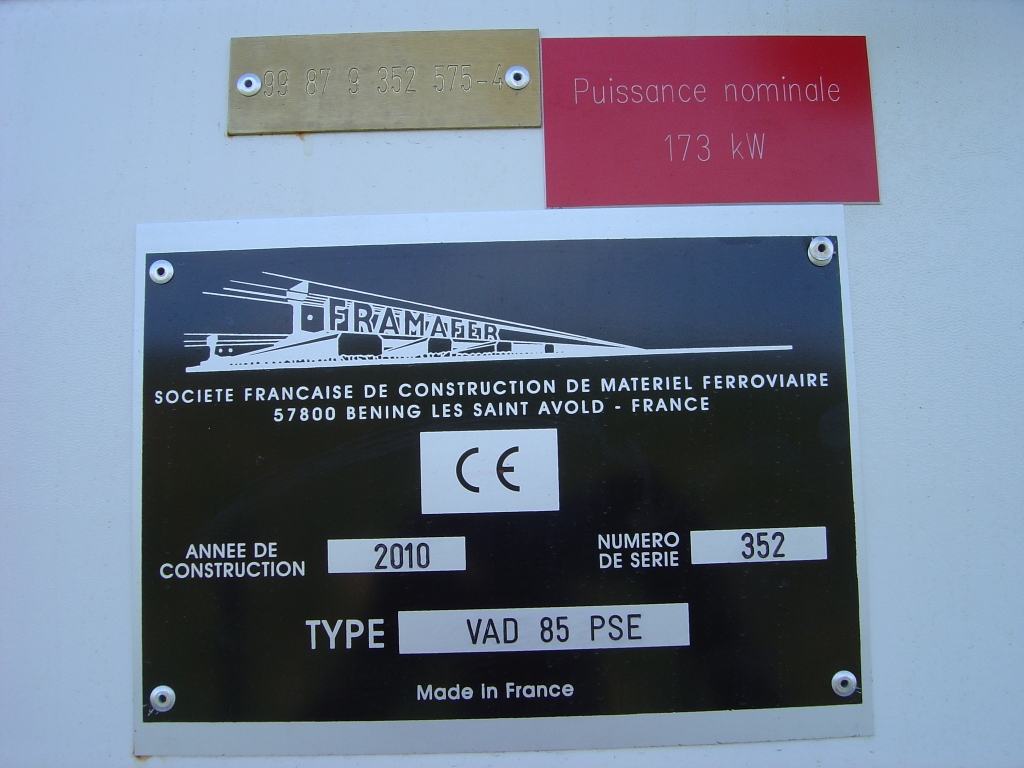 99 87 9 352 575-4
Puissance nominale
173 kW
FRAMAFER
SOCIETE FRANCAISE DE CONSTRUCTION DE MATERIEL FERROVIAIRE
57800 BENING LES SAINT AVOLD - FRANCE
CE
ANNEE DE
CONSTRUCTION
2010
NUMERO
DE SERIE
352
TYPE VAD 85 PSE
Made in France